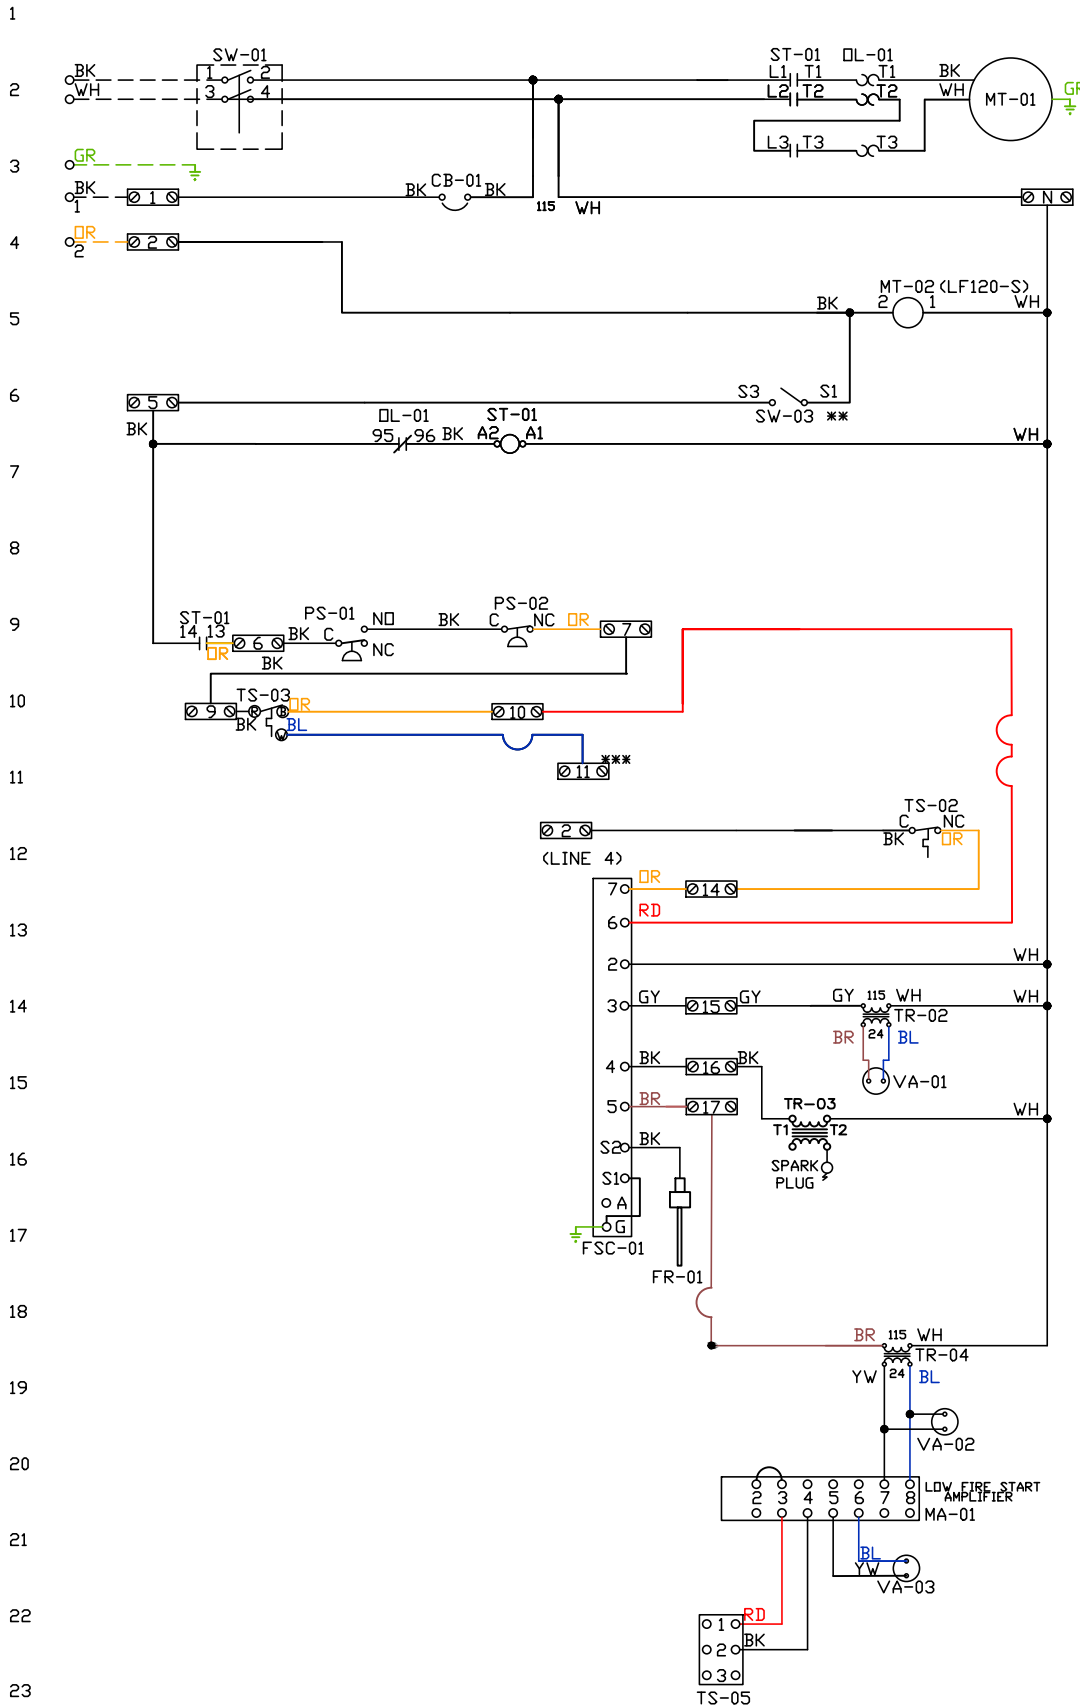 1
SW-01 ST-01 OL-01
BK 1 2 L1 T1 T1 BK
2 WH 3 4 L2 T2 T2 WH MT-01 GR
L3 T3 T3
3 GR
BK 1 1 BK CB-01 BK 115 WH N
4 OR 2 2
MT-02 (LF120-S)
5 BK 2 1 WH
6 5 S3 S1
SW-03 **
BK OL-01 ST-01
95 96 BK A2 A1 WH
7
8
9 ST-01 PS-01 NO BK PS-02
14 13 OR 6 BK C NC C NC OR 7
BK
10 TS-03 OR
9 BK R B 10
W BL
11 11 ***
TS-02
2 C NC
BK OR
12 (LINE 4)
7 OR 14
13 6 RD
2 WH
14 3 GY 15 GY GY 115 WH WH
TR-02
BR 24 BL
15 4 BK 16 BK VA-01
5 BR 17 TR-03 WH
T1 T2
16 S2 BK SPARK
PLUG
S1
A
17 G
FSC-01
FR-01
18
BR 115 WH
TR-04
19 YW 24 BL
VA-02
20
2 3 4 5 6 7 8 LOW FIRE START
AMPLIFIER
MA-01
21
BL
YW
VA-03
22 1 RD
2 BK
3
23 TS-05